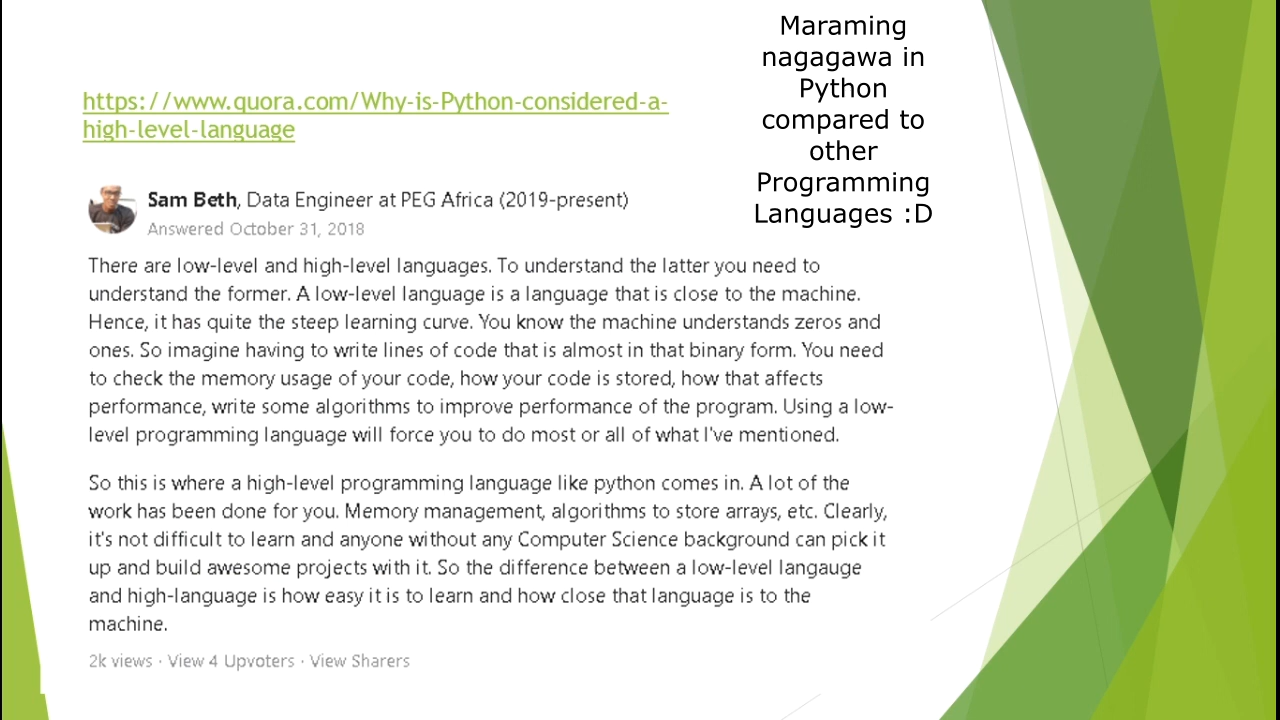 Maraming
nagagawa in
Python
compared to
other
Programming
Languages :D
https://www.quora.com/Why-is-Python-considered-a-
high-level-language
Sam Beth, Data Engineer at PEG Africa (2019-present)
Answered October 31, 2018
There are low-level and high-level languages. To understand the latter you need to
understand the former. A low-level language is a language that is close to the machine.
Hence, it has quite the steep learning curve. You know the machine understands zeros and
ones. So imagine having to write lines of code that is almost in that binary form. You need
to check the memory usage of your code, how your code is stored, how that affects
performance, write some algorithms to improve performance of the program. Using a low-
level programming language will force you to do most or all of what I've mentioned.
So this is where a high-level programming language like python comes in. A lot of the
work has been done for you. Memory management, algorithms to store arrays, etc. Clearly,
it's not difficult to learn and anyone without any Computer Science background can pick it
up and build awesome projects with it. So the difference between a low-level langauge
and high-language is how easy it is to learn and how close that language is to the
machine.
2k views · View 4 Upvoters · View Sharers